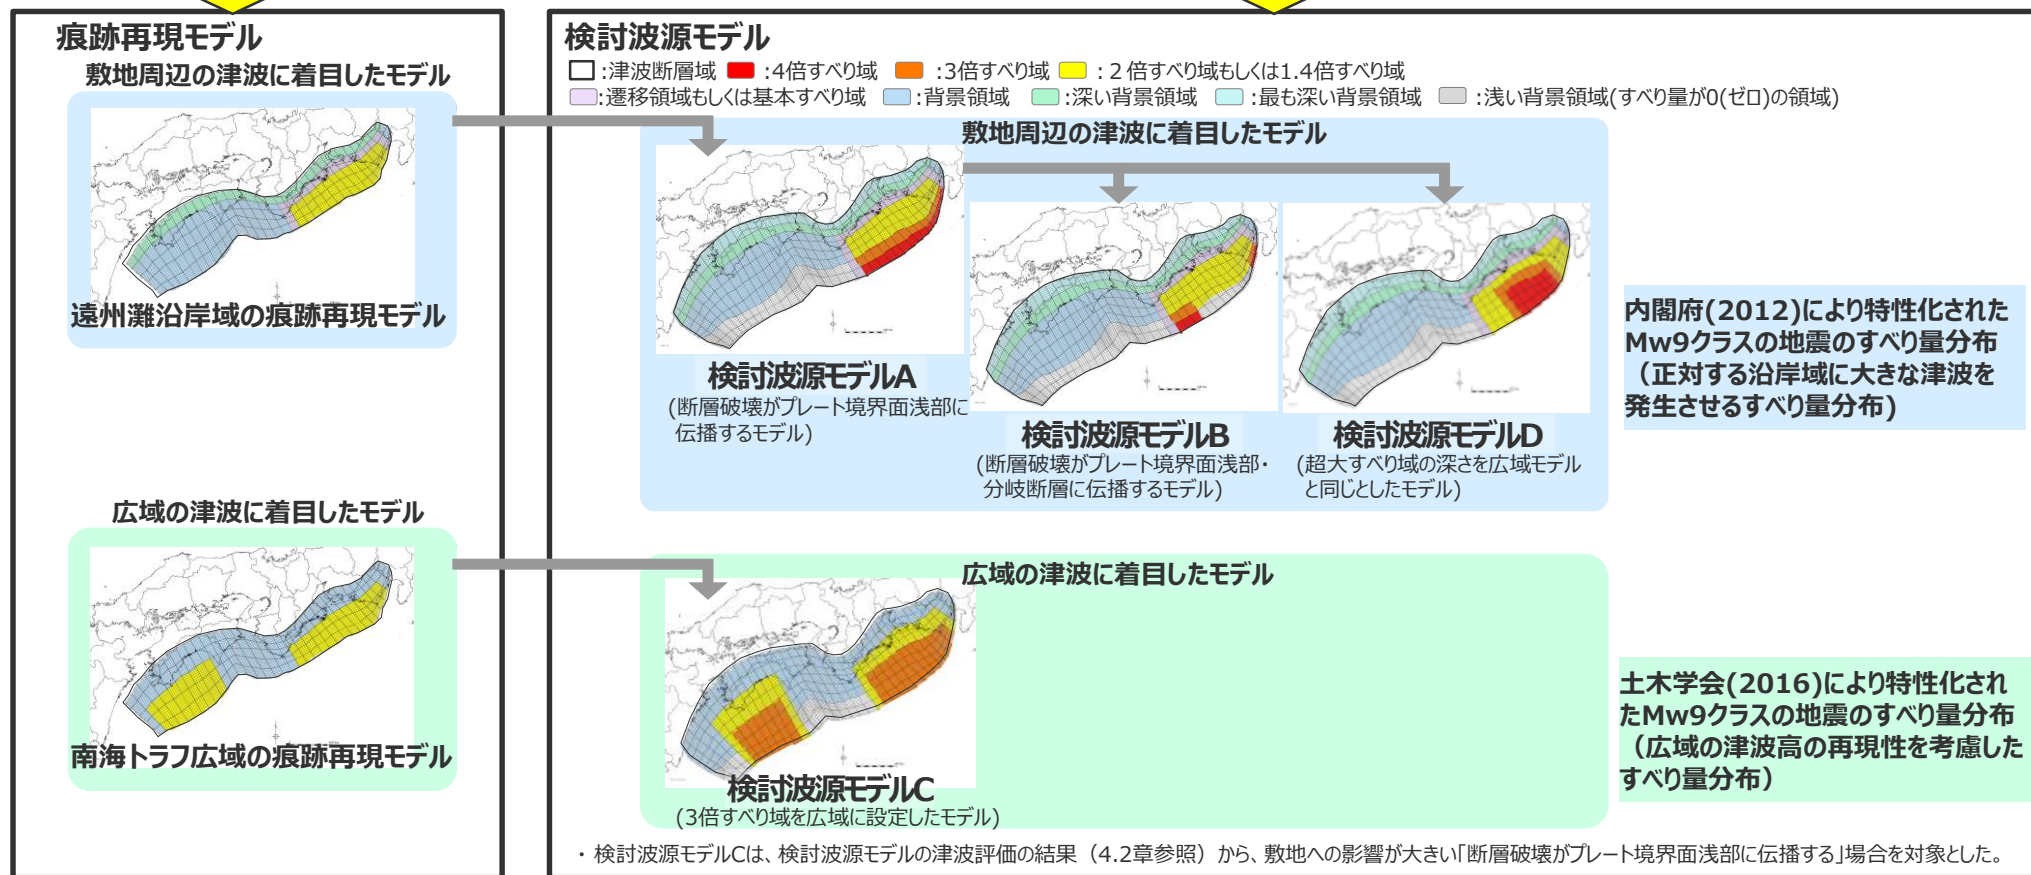 痕跡再現モデル
敷地周辺の津波に着目したモデル
遠州灘沿岸域の痕跡再現モデル
広域の津波に着目したモデル
南海トラフ広域の痕跡再現モデル
検討波源モデル
:津波断層域 :4倍すべり域 :3倍すべり域 :2倍すべり域もしくは1.4倍すべり域
:遷移領域もしくは基本すべり域 :背景領域 :深い背景領域 :最も深い背景領域 :浅い背景領域(すべり量が0(ゼロ)の領域)
敷地周辺の津波に着目したモデル
検討波源モデルA
(断層破壊がプレート境界面浅部に
伝播するモデル)
検討波源モデルB
(断層破壊がプレート境界面浅部・
分岐断層に伝播するモデル)
検討波源モデルD
(超大すべり域の深さを広域モデル
と同じとしたモデル)
内閣府(2012)により特性化された
Mw9クラスの地震のすべり量分布
（正対する沿岸域に大きな津波を
発生させるすべり量分布)
広域の津波に着目したモデル
検討波源モデルC
(3倍すべり域を広域に設定したモデル)
土木学会(2016)により特性化され
たMw9クラスの地震のすべり量分布
（広域の津波高の再現性を考慮した
すべり量分布）
・検討波源モデルCは、検討波源モデルの津波評価の結果（4.2章参照）から、敷地への影響が大きい「断層破壊がプレート境界面浅部に伝播する」場合を対象とした。